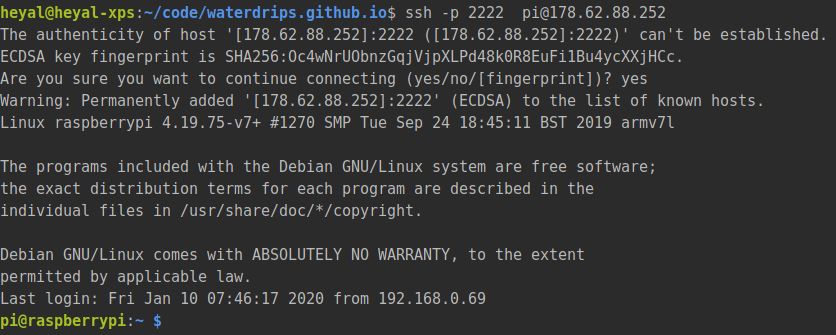 heyal@heyal-xps:~/code/waterdrips.github.io$ ssh -p 2222  pi@178.62.88.252
The authenticity of host '[178.62.88.252]:2222 ([178.62.88.252]:2222)' can't be established.
ECDSA key fingerprint is SHA256:Oc4wNrUObnzGqjVjpXLPd48k0R8EuFi1Bu4ycXXjHCc.
Are you sure you want to continue connecting (yes/no/[fingerprint])? yes
Warning: Permanently added '[178.62.88.252]:2222' (ECDSA) to the list of known hosts.
Linux raspberrypi 4.19.75-v7+ #1270 SMP Tue Sep 24 18:45:11 BST 2019 armv7l

The programs included with the Debian GNU/Linux system are free software;
the exact distribution terms for each program are described in the
individual files in /usr/share/doc/*/copyright.

Debian GNU/Linux comes with ABSOLUTELY NO WARRANTY, to the extent
permitted by applicable law.
Last login: Fri Jan 10 07:46:17 2020 from 192.168.0.69
pi@raspberrypi:~ $